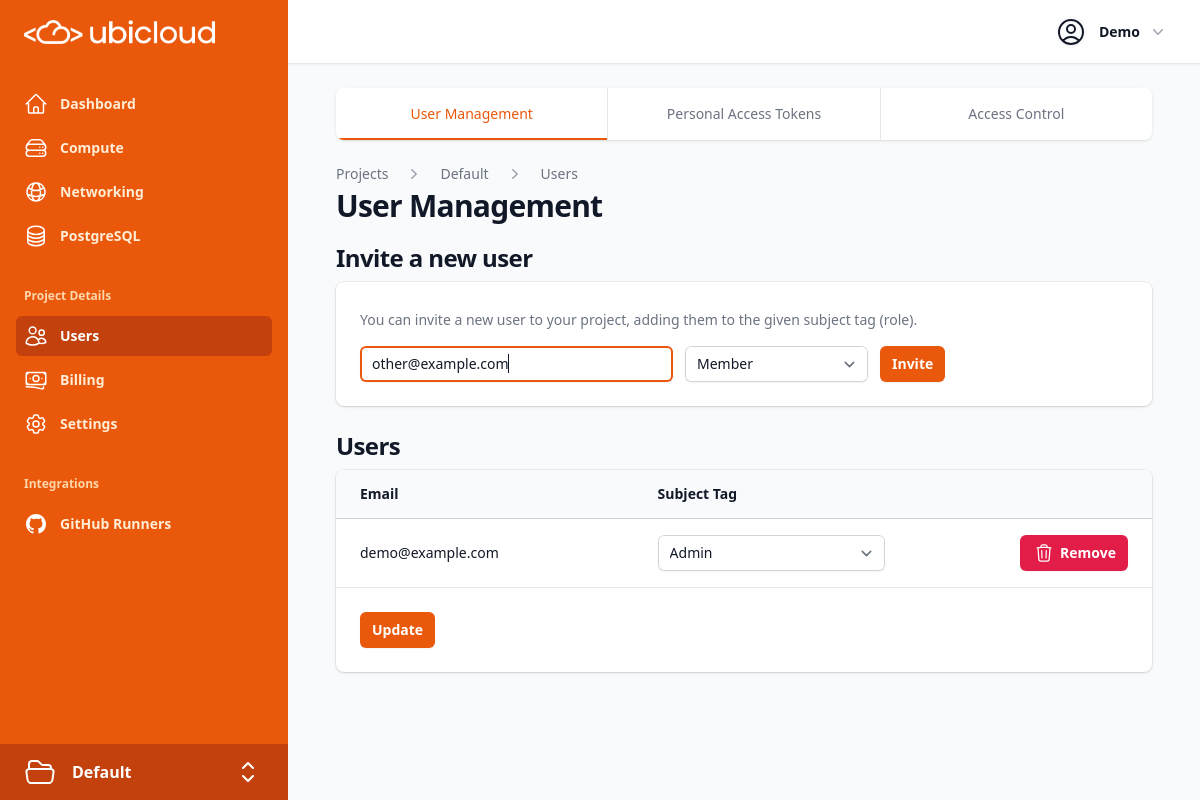 ubicloud
Demo
Dashboard
Compute
Networking
PostgreSQL
Project Details
Users
Billing
Settings
Integrations
GitHub Runners
Default
User Management
Personal Access Tokens
Access Control
Projects > Default > Users
User Management
Invite a new user
You can invite a new user to your project, adding them to the given subject tag (role).
other@example.com Member Invite
Users
Email Subject Tag
demo@example.com Admin Remove
Update